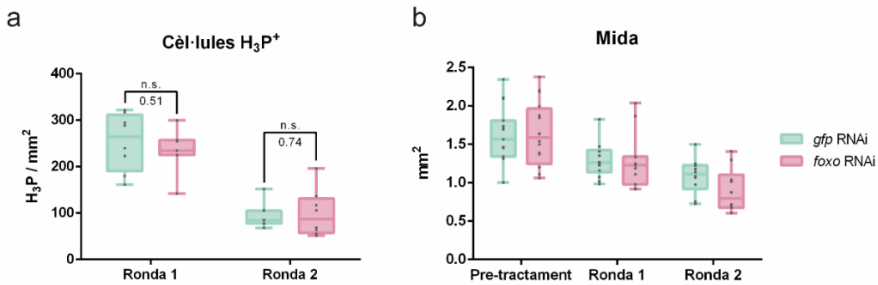 a
Cèl·lules H₃P⁺
H₃P / mm²
400
300
200
100
0
n.s.
0.51
n.s.
0.74
Ronda 1
Ronda 2
b
Mida
mm²
2.5
2.0
1.5
1.0
0.5
0.0
Pre-tractament
Ronda 1
Ronda 2
gfp RNAi
foxo RNAi